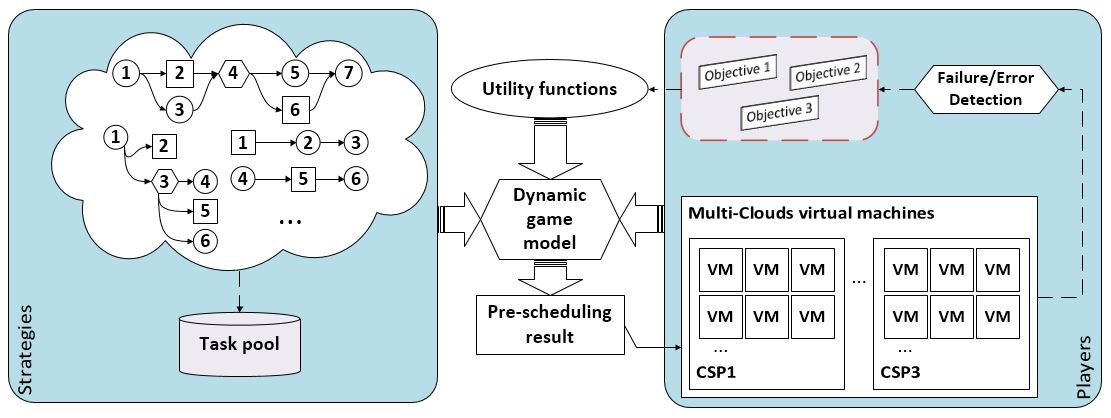 Strategies
1 2 4 5 7
3 6
1 2
3 4
5
6
1 2 3
4 5 6
...
Task pool
Utility functions
Dynamic
game
model
Pre-scheduling
result
Objective 1
Objective 2
Objective 3
Failure/Error
Detection
Multi-Clouds virtual machines
VM VM VM
VM VM VM
...
CSP1
...
VM VM VM
VM VM VM
...
CSP3
Players